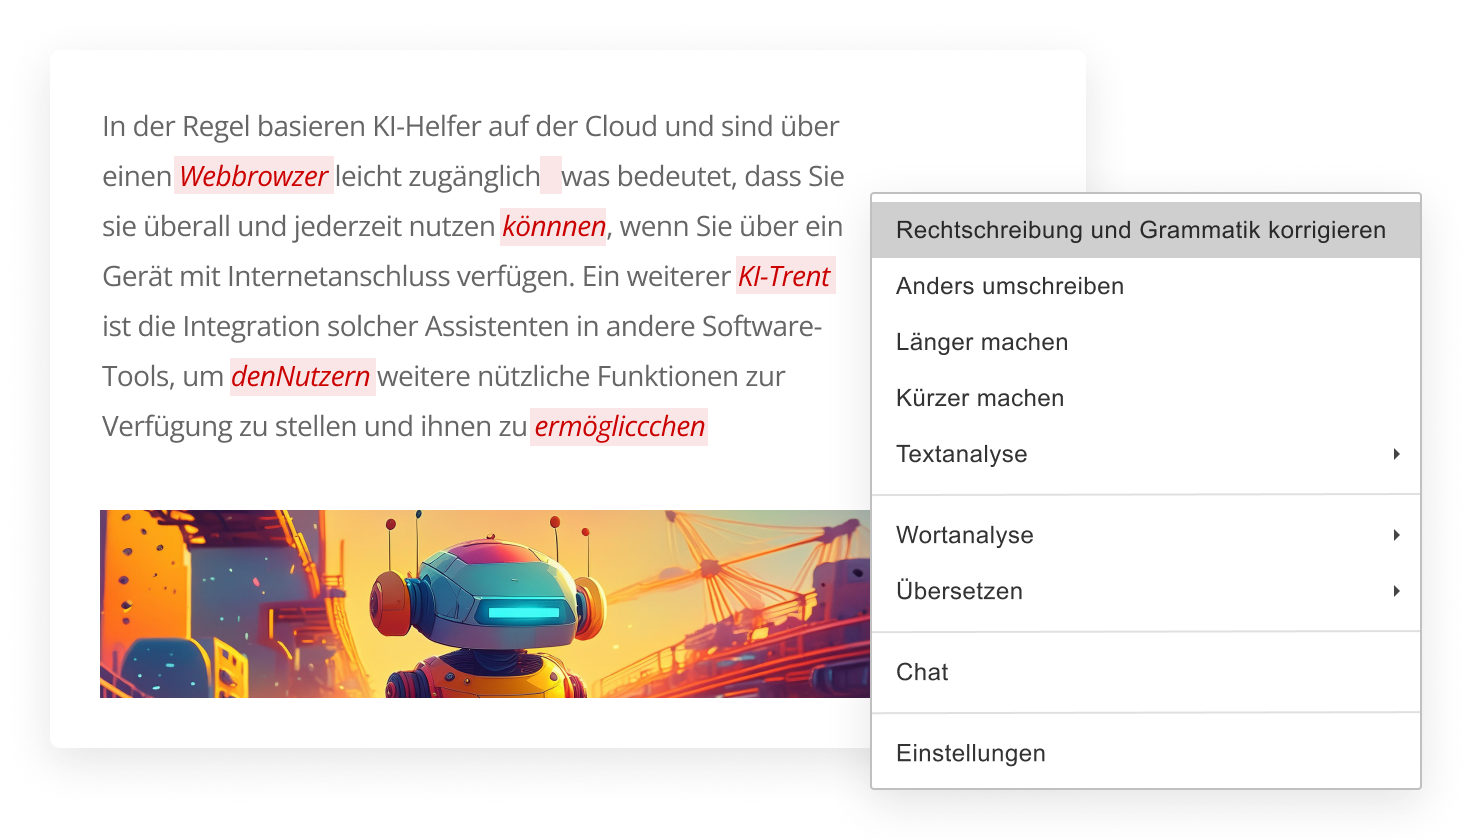 In der Regel basieren KI-Helfer auf der Cloud und sind über
einen Webbrowzer leicht zugänglich was bedeutet, dass Sie
sie überall und jederzeit nutzen könnnen, wenn Sie über ein
Gerät mit Internetanschluss verfügen. Ein weiterer KI-Trent
ist die Integration solcher Assistenten in andere Software-
Tools, um denNutzern weitere nützliche Funktionen zur
Verfügung zu stellen und ihnen zu ermögliccchen
Rechtschreibung und Grammatik korrigieren
Anders umschreiben
Länger machen
Kürzer machen
Textanalyse
Wortanalyse
Übersetzen
Chat
Einstellungen